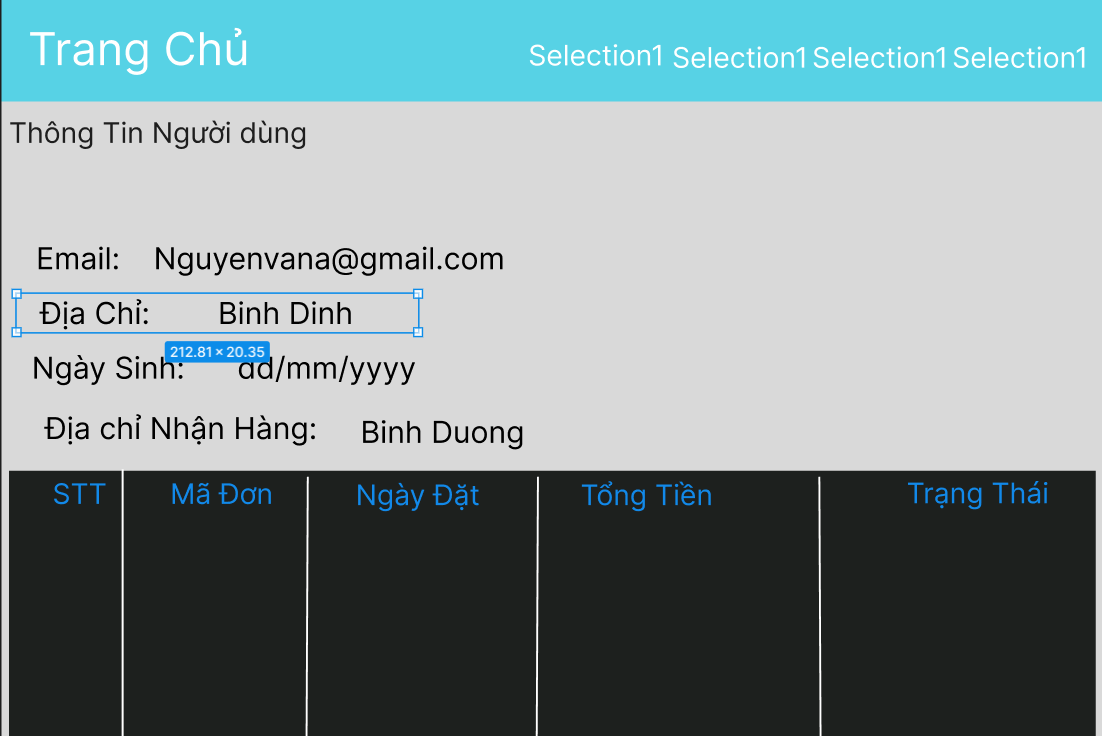 Trang Chủ Selection1 Selection1 Selection1 Selection1
Thông Tin Người dùng
Email: Nguyenvana@gmail.com
Địa Chỉ: Binh Dinh
212.81 × 20.35
Ngày Sinh: dd/mm/yyyy
Địa chỉ Nhận Hàng: Binh Duong
STT Mã Đơn Ngày Đặt Tổng Tiền Trạng Thái